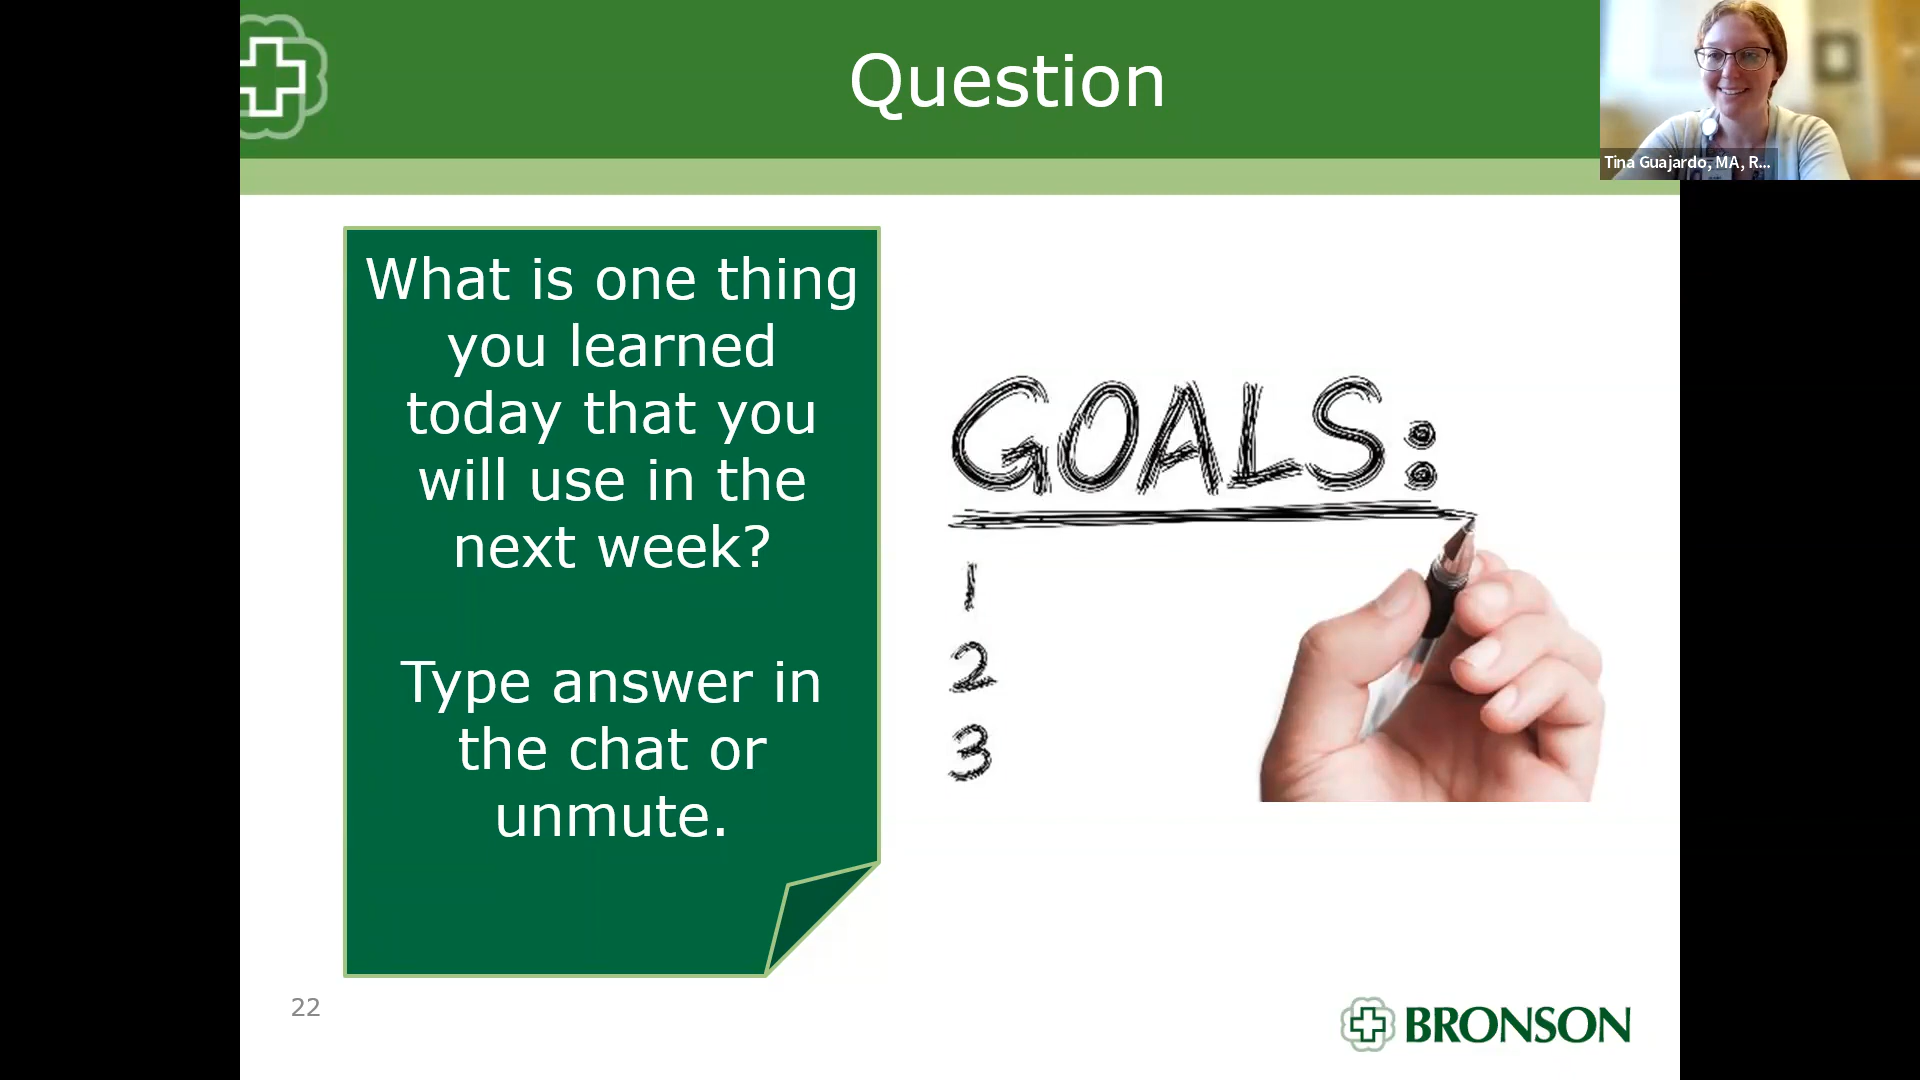 Question
Tina Guajardo, MA, R...
What is one thing
you learned
today that you
will use in the
next week?
Type answer in
the chat or
unmute.
GOALS:
1
2
3
22
BRONSON